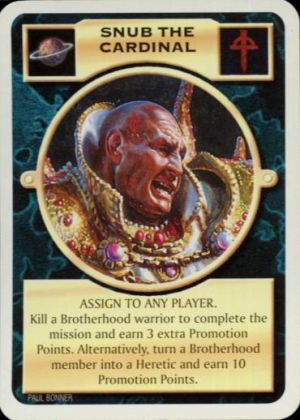 SNUB THE
CARDINAL
ASSIGN TO ANY PLAYER.
Kill a Brotherhood warrior to complete the
mission and earn 3 extra Promotion
Points. Alternatively, turn a Brotherhood
member into a Heretic and earn 10
Promotion Points.
PAUL BONNER